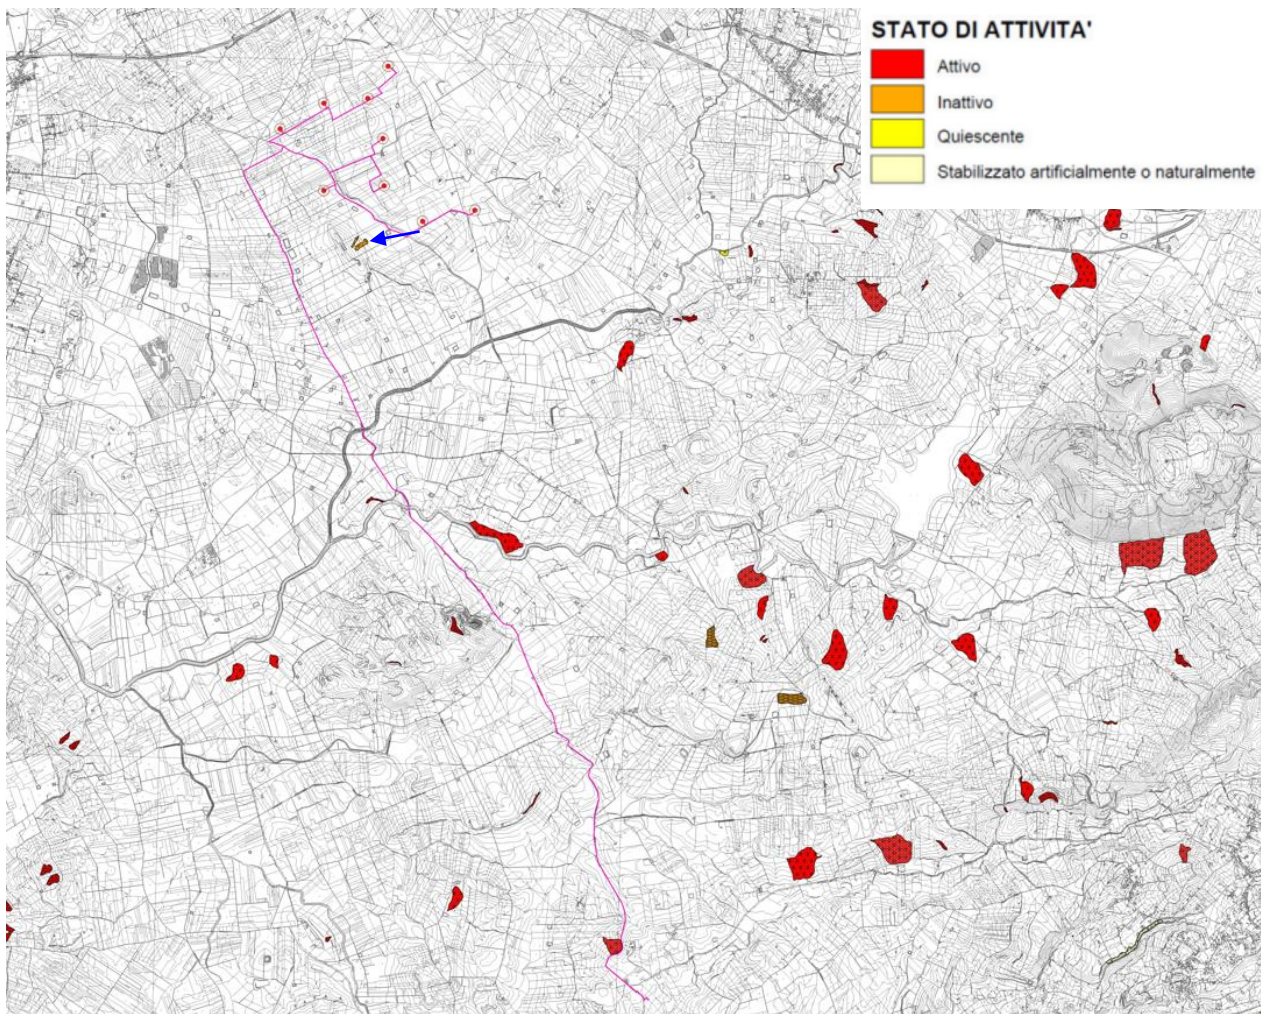 STATO DI ATTIVITA'
Attivo
Inattivo
Quiescente
Stabilizzato artificialmente o naturalmente